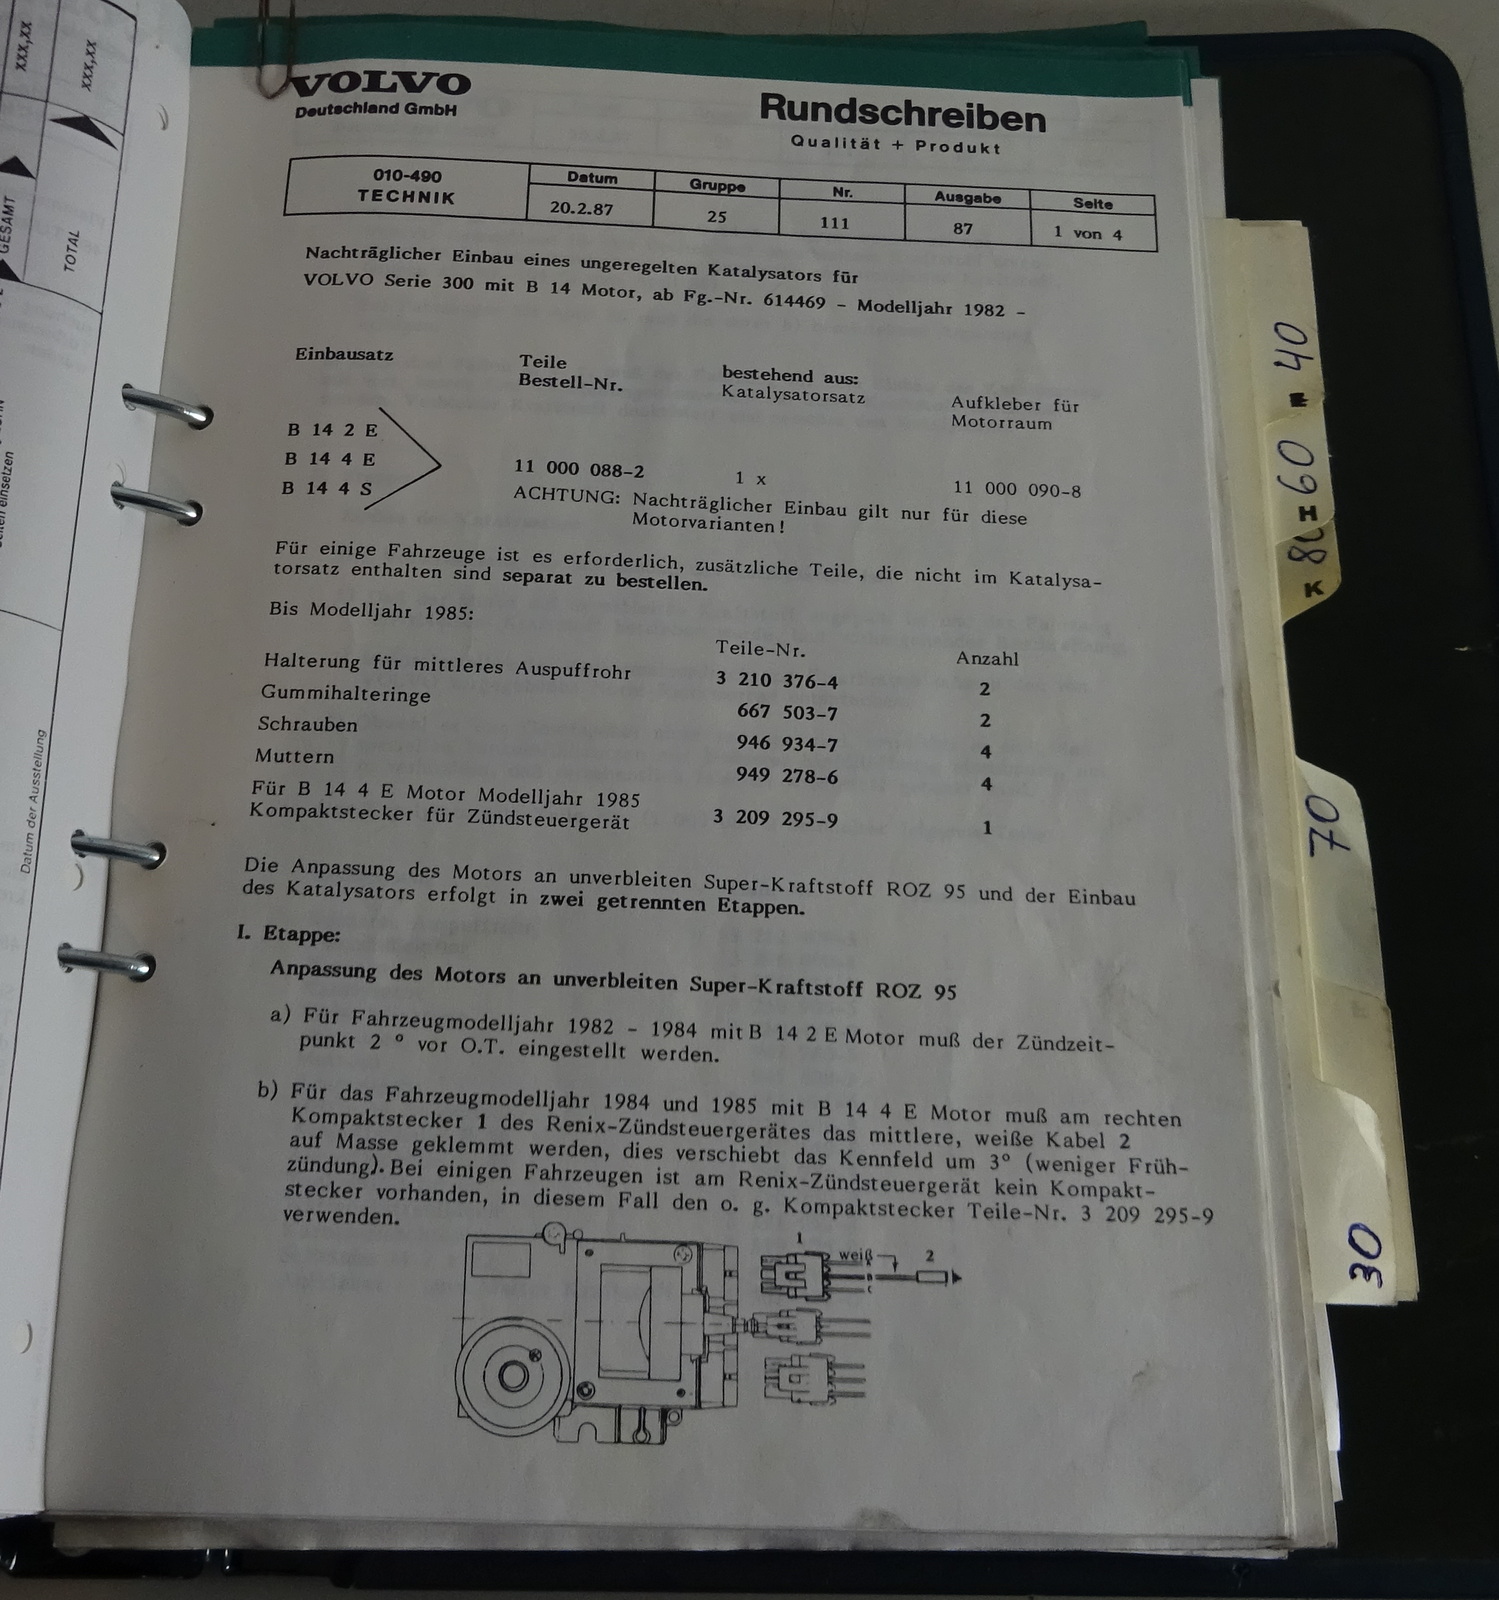 VOLVO
Deutschland GmbH
Rundschreiben
Qualität + Produkt
010-490
TECHNIK
Datum Gruppe Nr. Ausgabe Seite
20.2.87 25 111 87 1 von 4
Nachträglicher Einbau eines ungeregelten Katalysators für
VOLVO Serie 300 mit B 14 Motor, ab Fg.-Nr. 614469 - Modelljahr 1982 -
Einbausatz
Teile
Bestell-Nr.
bestehend aus:
Katalysatorsatz
Aufkleber für
Motorraum
B 14 2 E
B 14 4 E
B 14 4 S
11 000 088-2 1 x 11 000 090-8
ACHTUNG: Nachträglicher Einbau gilt nur für diese
Motorvarianten!
Für einige Fahrzeuge ist es erforderlich, zusätzliche Teile, die nicht im Katalysa-
torsatz enthalten sind separat zu bestellen.
Bis Modelljahr 1985:
Teile-Nr. Anzahl
Halterung für mittleres Auspuffrohr 3 210 376-4 2
Gummihalteringe 667 503-7 2
Schrauben 946 934-7 4
Muttern 949 278-6 4
Für B 14 4 E Motor Modelljahr 1985
Kompaktstecker für Zündsteuergerät 3 209 295-9 1
Die Anpassung des Motors an unverbleiten Super-Kraftstoff ROZ 95 und der Einbau
des Katalysators erfolgt in zwei getrennten Etappen.
I. Etappe:
Anpassung des Motors an unverbleiten Super-Kraftstoff ROZ 95
a) Für Fahrzeugmodelljahr 1982 - 1984 mit B 14 2 E Motor muß der Zündzeit-
punkt 2 ° vor O.T. eingestellt werden.
b) Für das Fahrzeugmodelljahr 1984 und 1985 mit B 14 4 E Motor muß am rechten
Kompaktstecker 1 des Renix-Zündsteuergerätes das mittlere, weiße Kabel 2
auf Masse geklemmt werden, dies verschiebt das Kennfeld um 3° (weniger Früh-
zündung). Bei einigen Fahrzeugen ist am Renix-Zündsteuergerät kein Kompakt-
stecker vorhanden, in diesem Fall den o. g. Kompaktstecker Teile-Nr. 3 209 295-9
verwenden.
1
weiß 2
A
B
C
xxx,xx
xxx,xx
GESAMT
TOTAL
einsetzen
Datum der Ausstellung
40
60
H
80
K
70
30